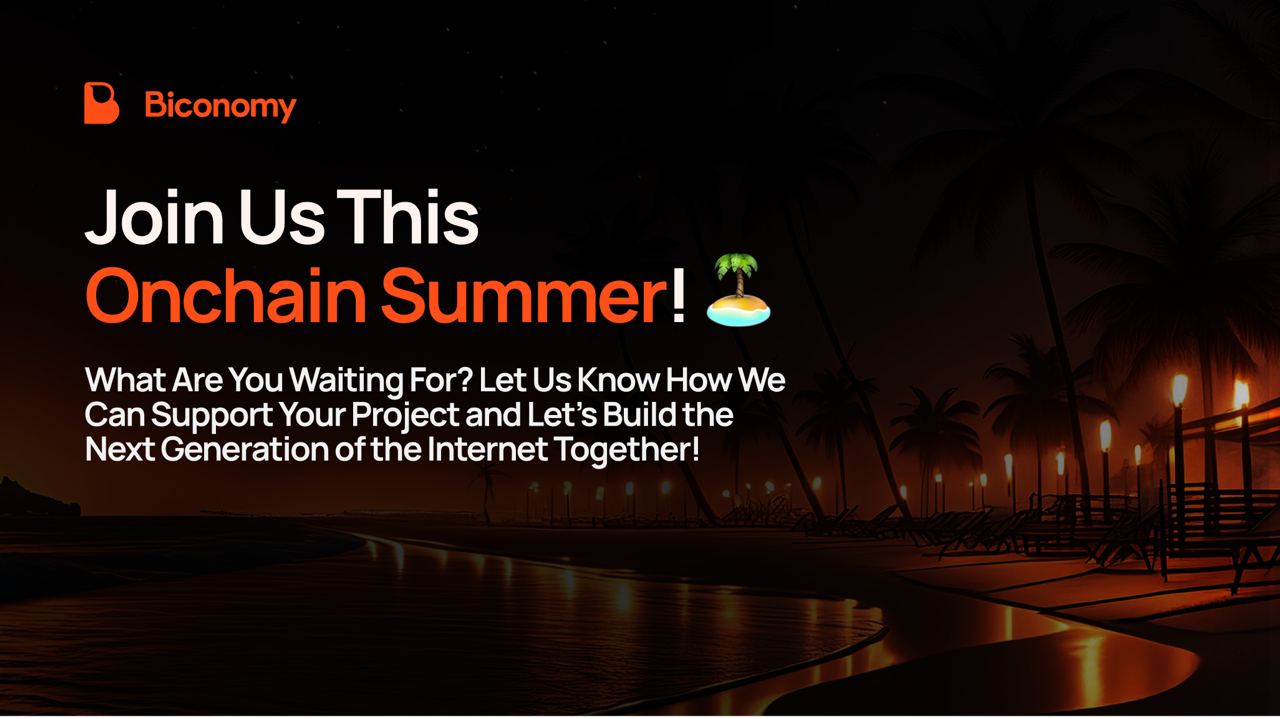 Biconomy
Join Us This
Onchain Summer! 🏝️
What Are You Waiting For? Let Us Know How We
Can Support Your Project and Let's Build the
Next Generation of the Internet Together!